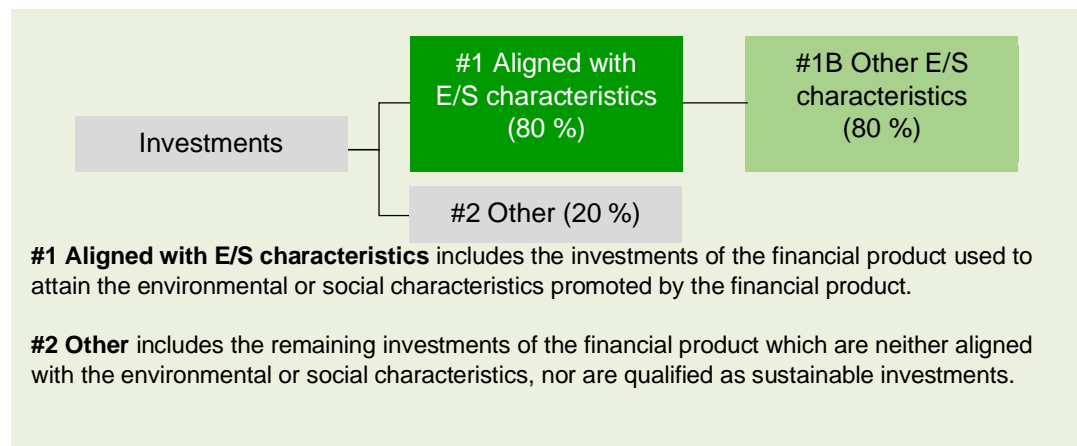 #1 Aligned with
E/S characteristics
(80 %)
#1B Other E/S
characteristics
(80 %)
Investments
#2 Other (20 %)
#1 Aligned with E/S characteristics includes the investments of the financial product used to
attain the environmental or social characteristics promoted by the financial product.
#2 Other includes the remaining investments of the financial product which are neither aligned
with the environmental or social characteristics, nor are qualified as sustainable investments.